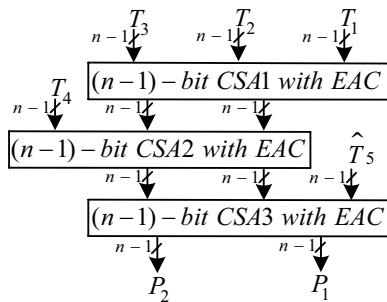 T₃ T₂ T₁
n−1 n−1 n−1
T₄ (n−1)−bit CSA1 with EAC
n−1 n−1 n−1
(n−1)−bit CSA2 with EAC T̂₅
n−1 n−1 n−1
(n−1)−bit CSA3 with EAC
n−1 n−1
P₂ P₁